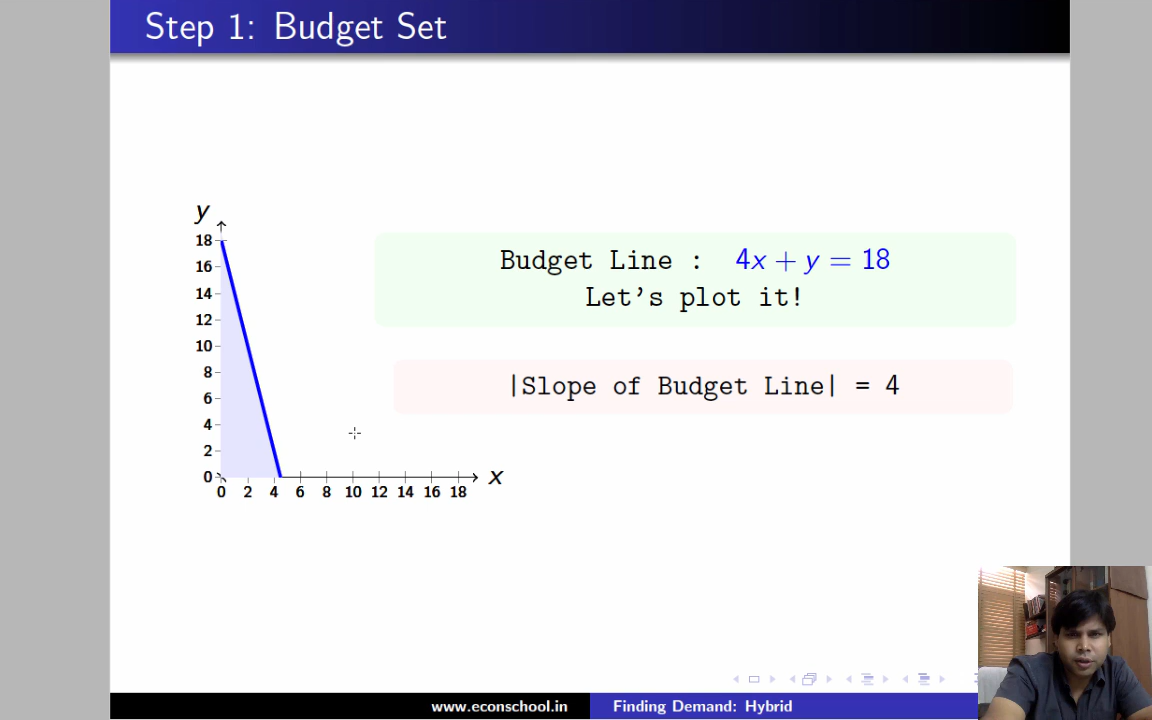 Step 1: Budget Set
y
18
16
14
12
10
8
6
4
2
0
0 2 4 6 8 10 12 14 16 18
x
Budget Line : 4x + y = 18
Let's plot it!
|Slope of Budget Line| = 4
www.econschool.in
Finding Demand: Hybrid